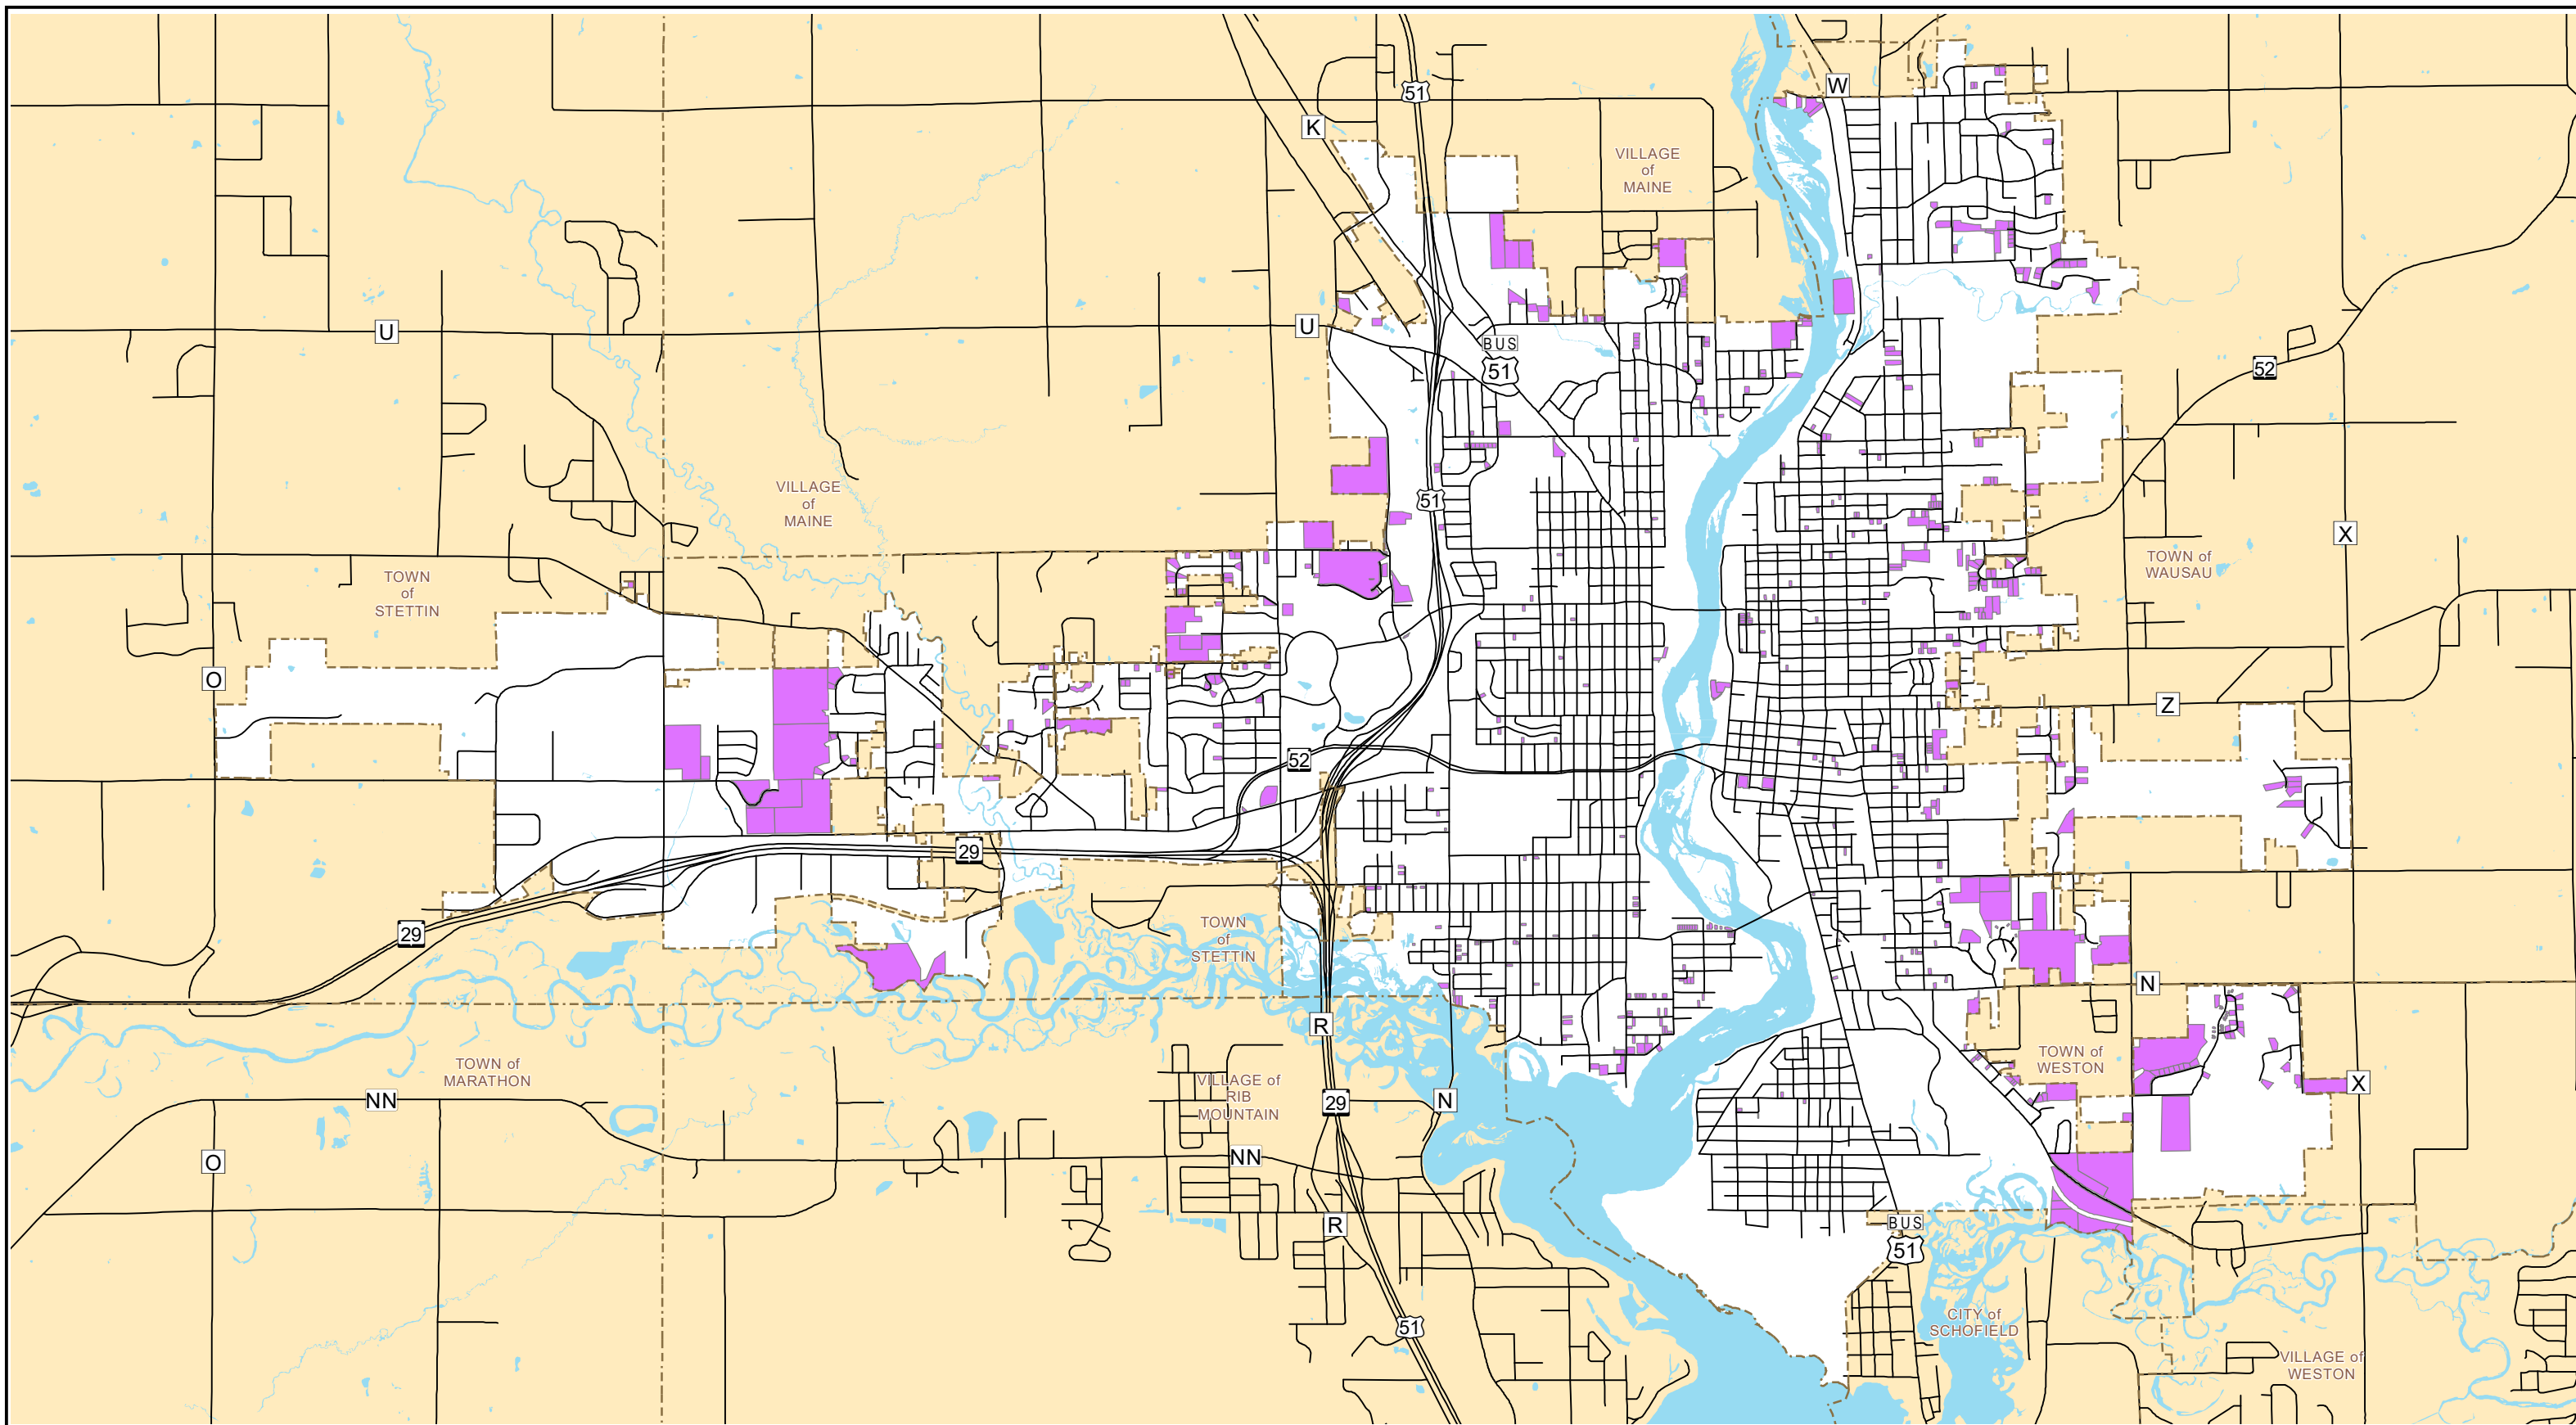 W
51
K
VILLAGE
of
MAINE
U
U
BUS
51
52
VILLAGE
of
MAINE
51
X
TOWN of
WAUSAU
TOWN
of
STETTIN
O
Z
52
29
29
TOWN
of
STETTIN
N
R
TOWN of
MARATHON
TOWN of
WESTON
VILLAGE of
RIB
MOUNTAIN
X
NN
29
N
NN
O
R
BUS
51
51
CITY of
SCHOFIELD
VILLAGE of
WESTON